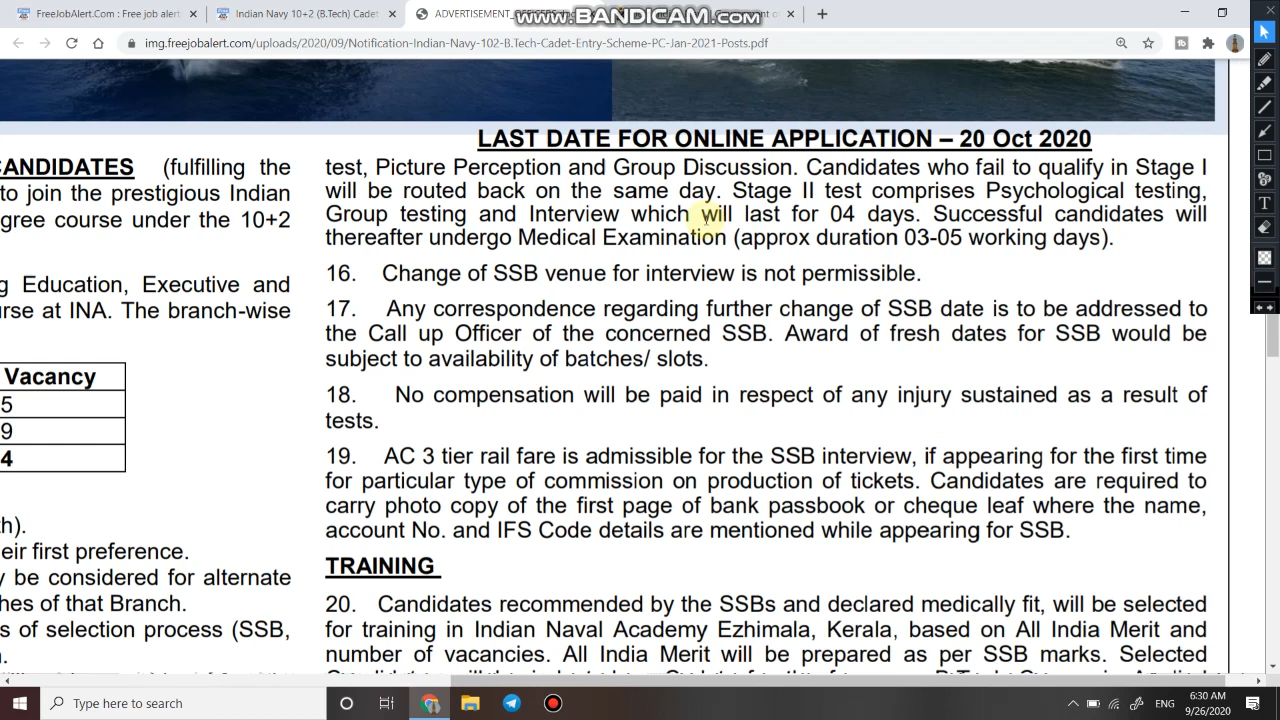 FreeJobAlert.Com : Free job alert
Indian Navy 10+2 (B.Tech) Cadet
ADVERTISEMENT_OFFICERS
www.BANDICAM.com
img.freejobalert.com/uploads/2020/09/Notification-Indian-Navy-102-B.Tech-Cadet-Entry-Scheme-PC-Jan-2021-Posts.pdf
CANDIDATES (fulfilling the
to join the prestigious Indian
egree course under the 10+2
g Education, Executive and
urse at INA. The branch-wise
Vacancy
5
9
4
th).
eir first preference.
y be considered for alternate
hes of that Branch.
s of selection process (SSB,
LAST DATE FOR ONLINE APPLICATION – 20 Oct 2020
test, Picture Perception and Group Discussion. Candidates who fail to qualify in Stage I
will be routed back on the same day. Stage II test comprises Psychological testing,
Group testing and Interview which will last for 04 days. Successful candidates will
thereafter undergo Medical Examination (approx duration 03-05 working days).
16. Change of SSB venue for interview is not permissible.
17. Any correspondence regarding further change of SSB date is to be addressed to
the Call up Officer of the concerned SSB. Award of fresh dates for SSB would be
subject to availability of batches/ slots.
18. No compensation will be paid in respect of any injury sustained as a result of
tests.
19. AC 3 tier rail fare is admissible for the SSB interview, if appearing for the first time
for particular type of commission on production of tickets. Candidates are required to
carry photo copy of the first page of bank passbook or cheque leaf where the name,
account No. and IFS Code details are mentioned while appearing for SSB.
TRAINING
20. Candidates recommended by the SSBs and declared medically fit, will be selected
for training in Indian Naval Academy Ezhimala, Kerala, based on All India Merit and
number of vacancies. All India Merit will be prepared as per SSB marks. Selected
Type here to search
ENG
6:30 AM
9/26/2020